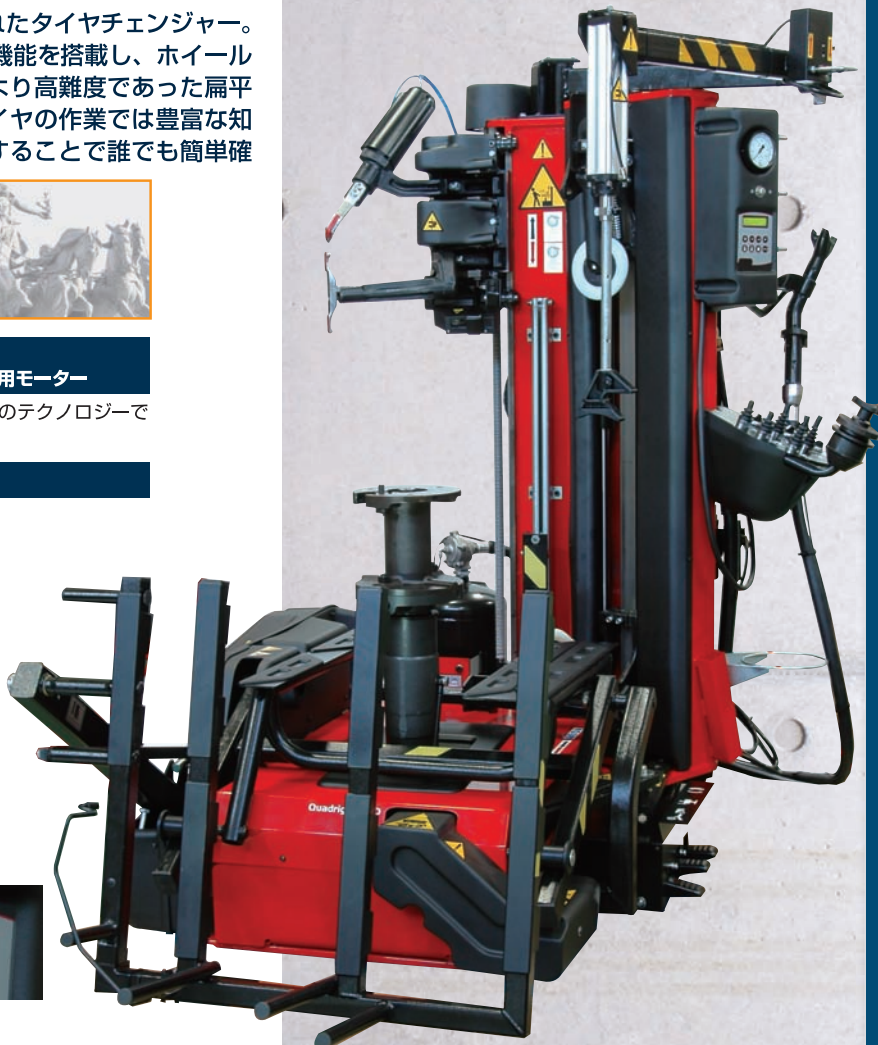 れたタイヤチェンジャー。
機能を搭載し、ホイール
より高難度であった扁平
イヤの作業では豊富な知
することで誰でも簡単確
用モーター
のテクノロジーで